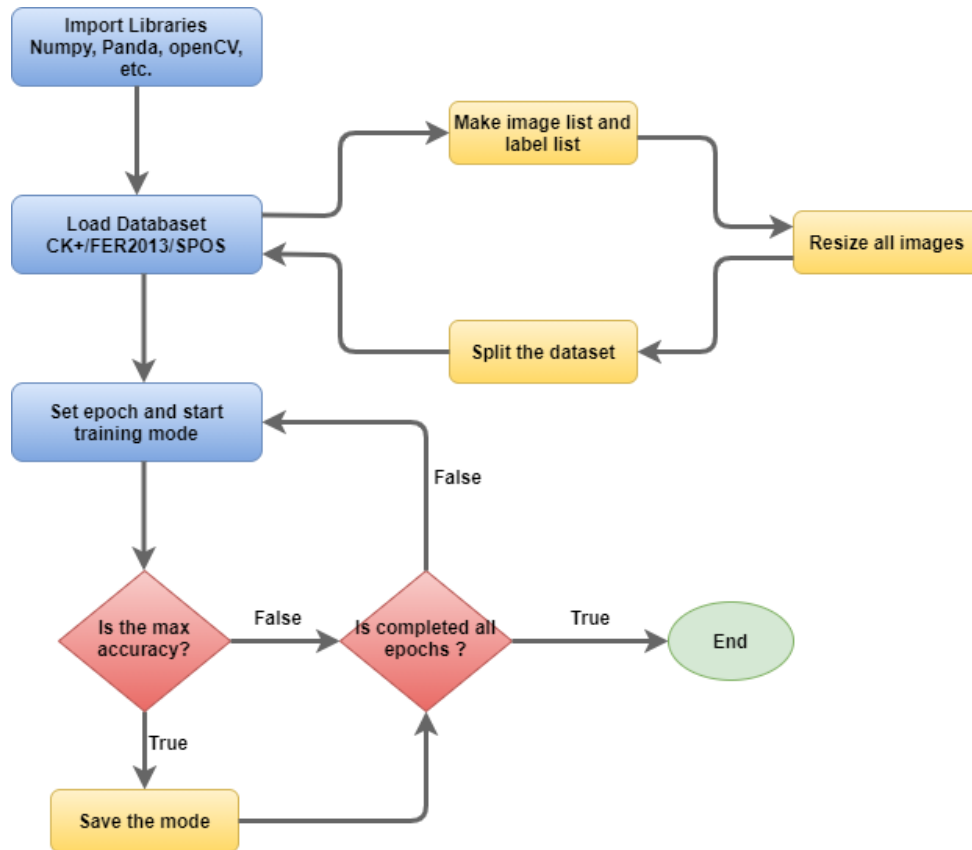 Import Libraries
Numpy, Panda, openCV,
etc.
Make image list and
label list
Load Databaset
CK+/FER2013/SPOS
Resize all images
Split the dataset
Set epoch and start
training mode
False
Is the max
accuracy?
False
Is completed all
epochs ?
True
End
True
Save the mode